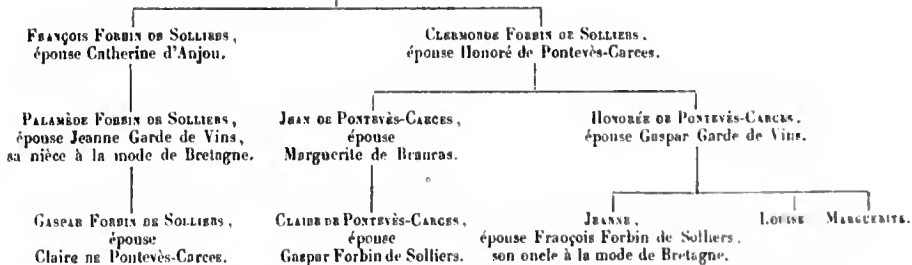 FRANÇOIS FORBIN DE SOLLIERS,
épouse Catherine d'Anjou.
CLERMONDE FORBIN DE SOLLIERS,
épouse Honoré de Pontevès-Carces.
PALAMÈDE FORBIN DE SOLLIERS,
épouse Jeanne Garde de Vins,
sa nièce à la mode de Bretagne.
JEAN DE PONTEVÈS-CARCES,
épouse
Marguerite de Brancas.
HONORÉE DE PONTEVÈS-CARCES,
épouse Gaspar Garde de Vins.
GASPAR FORBIN DE SOLLIERS,
épouse
Claire DE Pontevès-Carces.
CLAIRE DE PONTEVÈS-CARCES,
épouse
Gaspar Forbin de Solliers.
JEANNE,
épouse François Forbin de Solliers,
son oncle à la mode de Bretagne.
LOUISE
MARGUERITE.